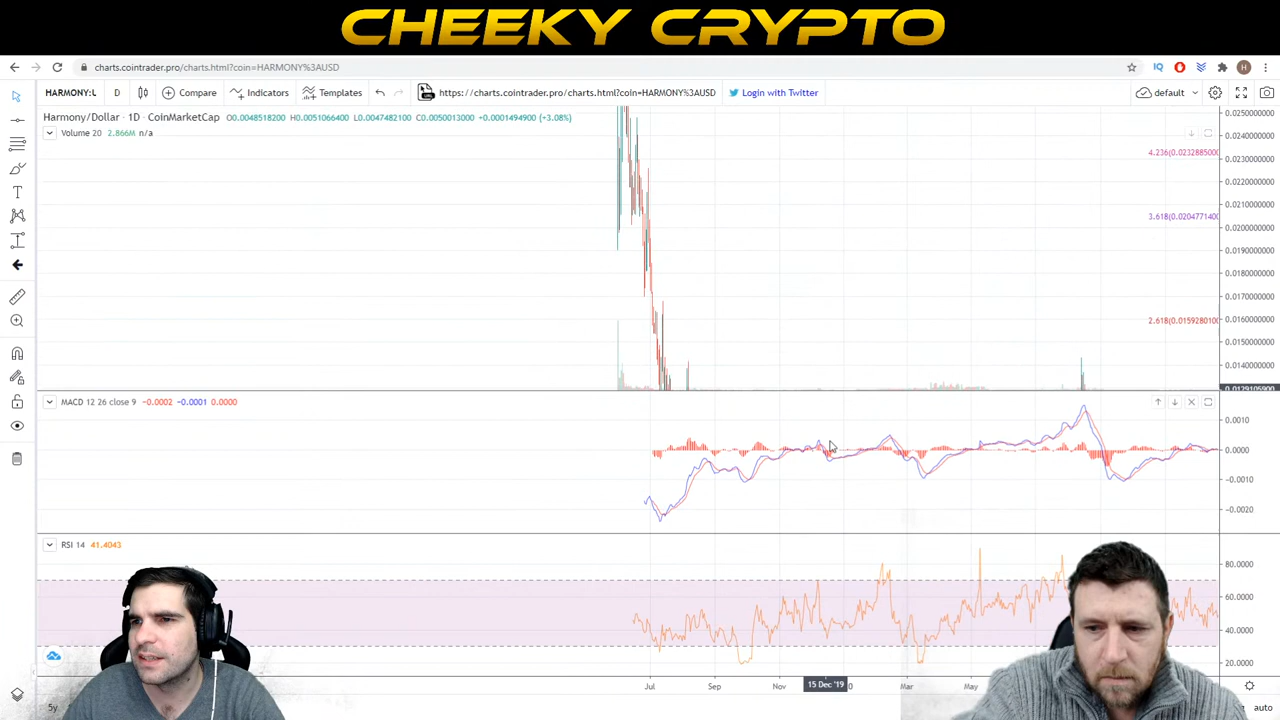 CHEEKY CRYPTO
charts.cointrader.pro/charts.html?coin=HARMONY%3AUSD
HARMONY:L D Compare Indicators Templates https://charts.cointrader.pro/charts.html?coin=HARMONY%3AUSD Login with Twitter default
Harmony/Dollar · 1D · CoinMarketCap O0.0048518200 H0.0051066400 L0.0047482100 C0.0050013000 +0.0001494900 (+3.08%)
Volume 20 2.866M n/a
0.0250000000
0.0240000000
4.236(0.0232885000
0.0230000000
0.0220000000
3.618(0.0204771400
0.0210000000
0.0200000000
0.0190000000
0.0180000000
0.0170000000
2.618(0.0159280100
0.0160000000
0.0150000000
0.0140000000
0.0129105900
MACD 12 26 close 9 −0.0002 −0.0001 0.0000
0.0010
0.0000
−0.0010
−0.0020
RSI 14 41.4043
80.0000
60.0000
40.0000
20.0000
Jul Sep Nov 15 Dec '19 Mar May
5y auto